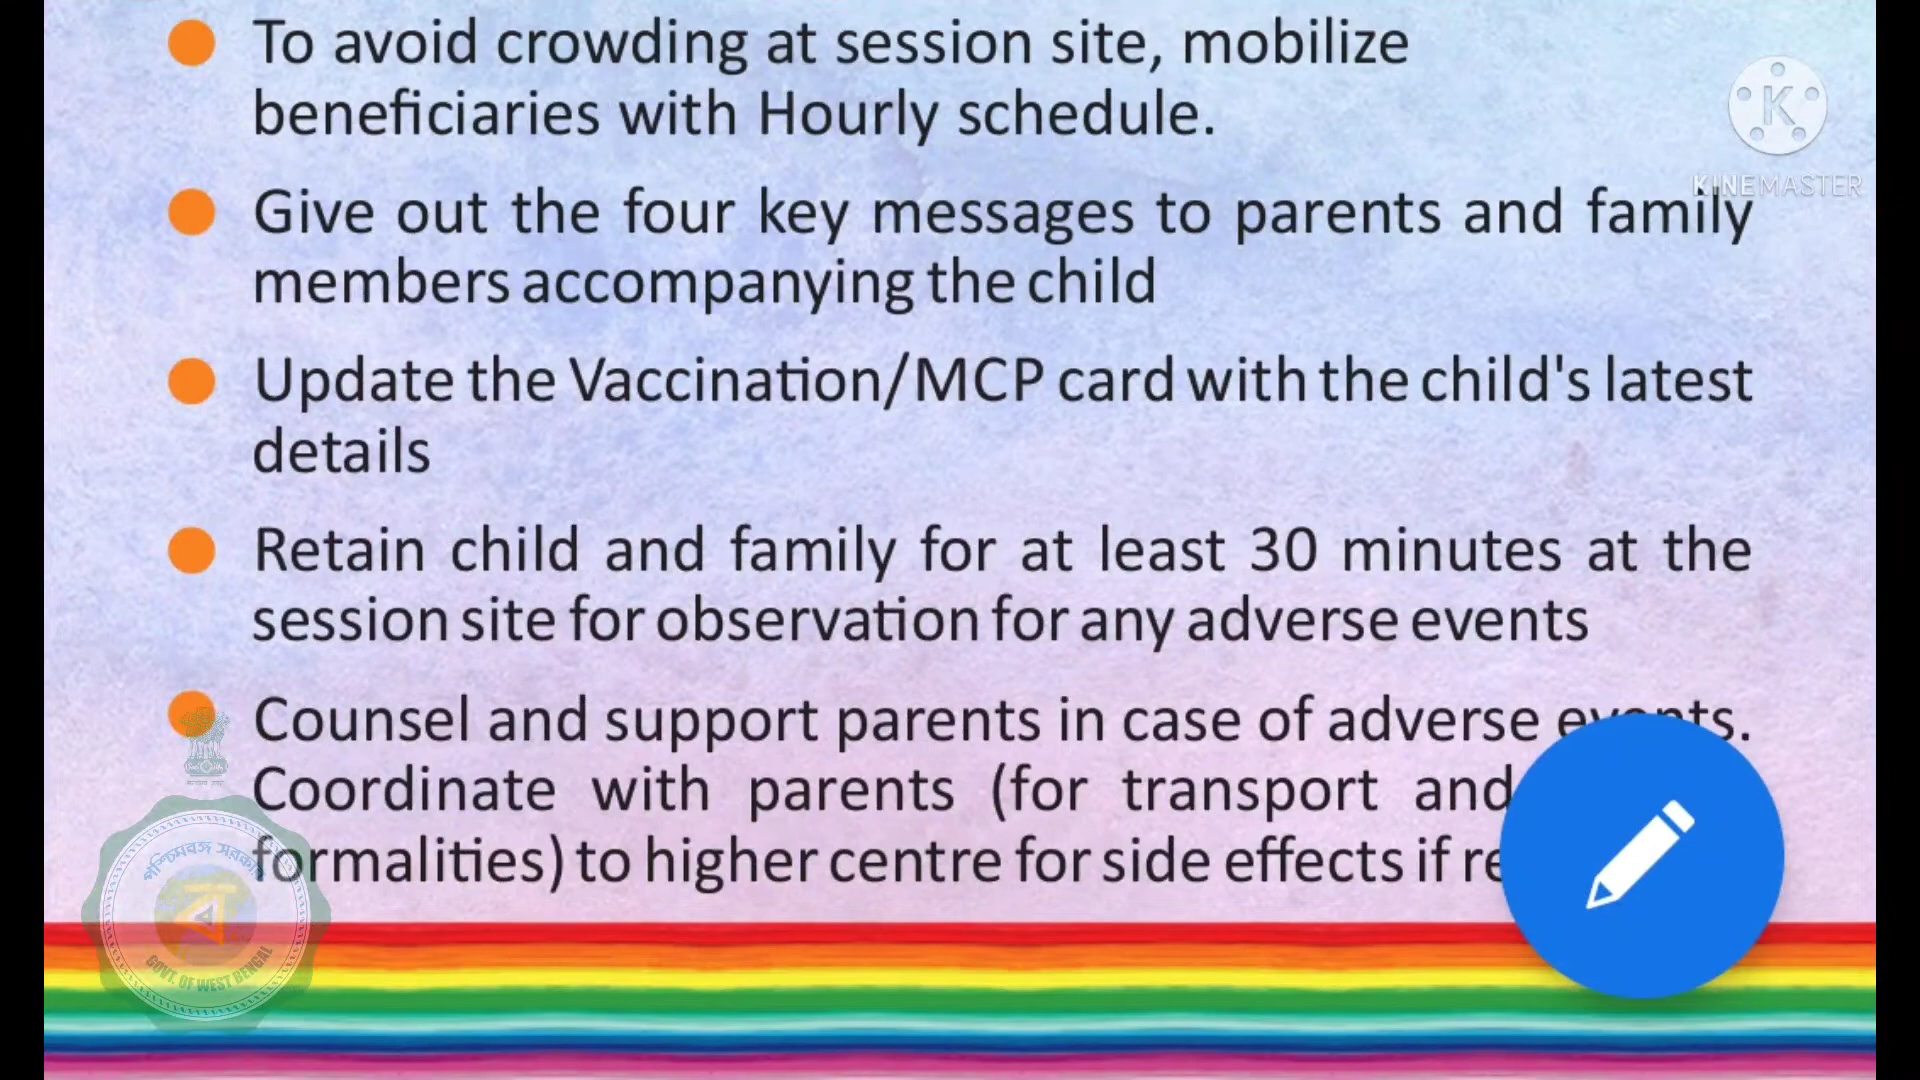 To avoid crowding at session site, mobilize
beneficiaries with Hourly schedule.
KINEMASTER
Give out the four key messages to parents and family
members accompanying the child
Update the Vaccination/MCP card with the child's latest
details
Retain child and family for at least 30 minutes at the
session site for observation for any adverse events
Counsel and support parents in case of adverse events.
Coordinate with parents (for transport and
formalities) to higher centre for side effects if
পশ্চিমবঙ্গ সরকার
GOVT. OF WEST BENGAL